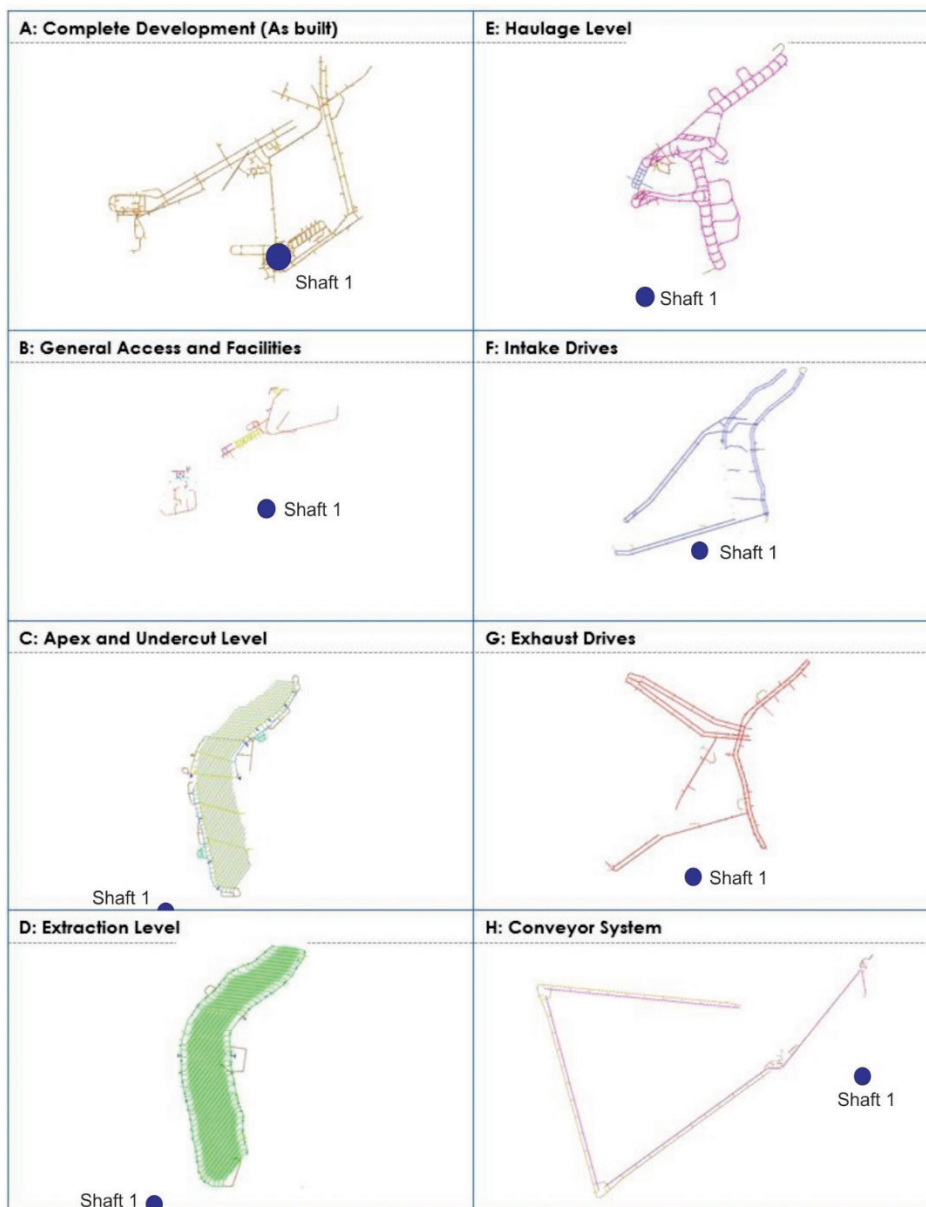 A: Complete Development (As built)
Shaft 1
B: General Access and Facilities
Shaft 1
C: Apex and Undercut Level
Shaft 1
D: Extraction Level
Shaft 1
E: Haulage Level
Shaft 1
F: Intake Drives
Shaft 1
G: Exhaust Drives
Shaft 1
H: Conveyor System
Shaft 1